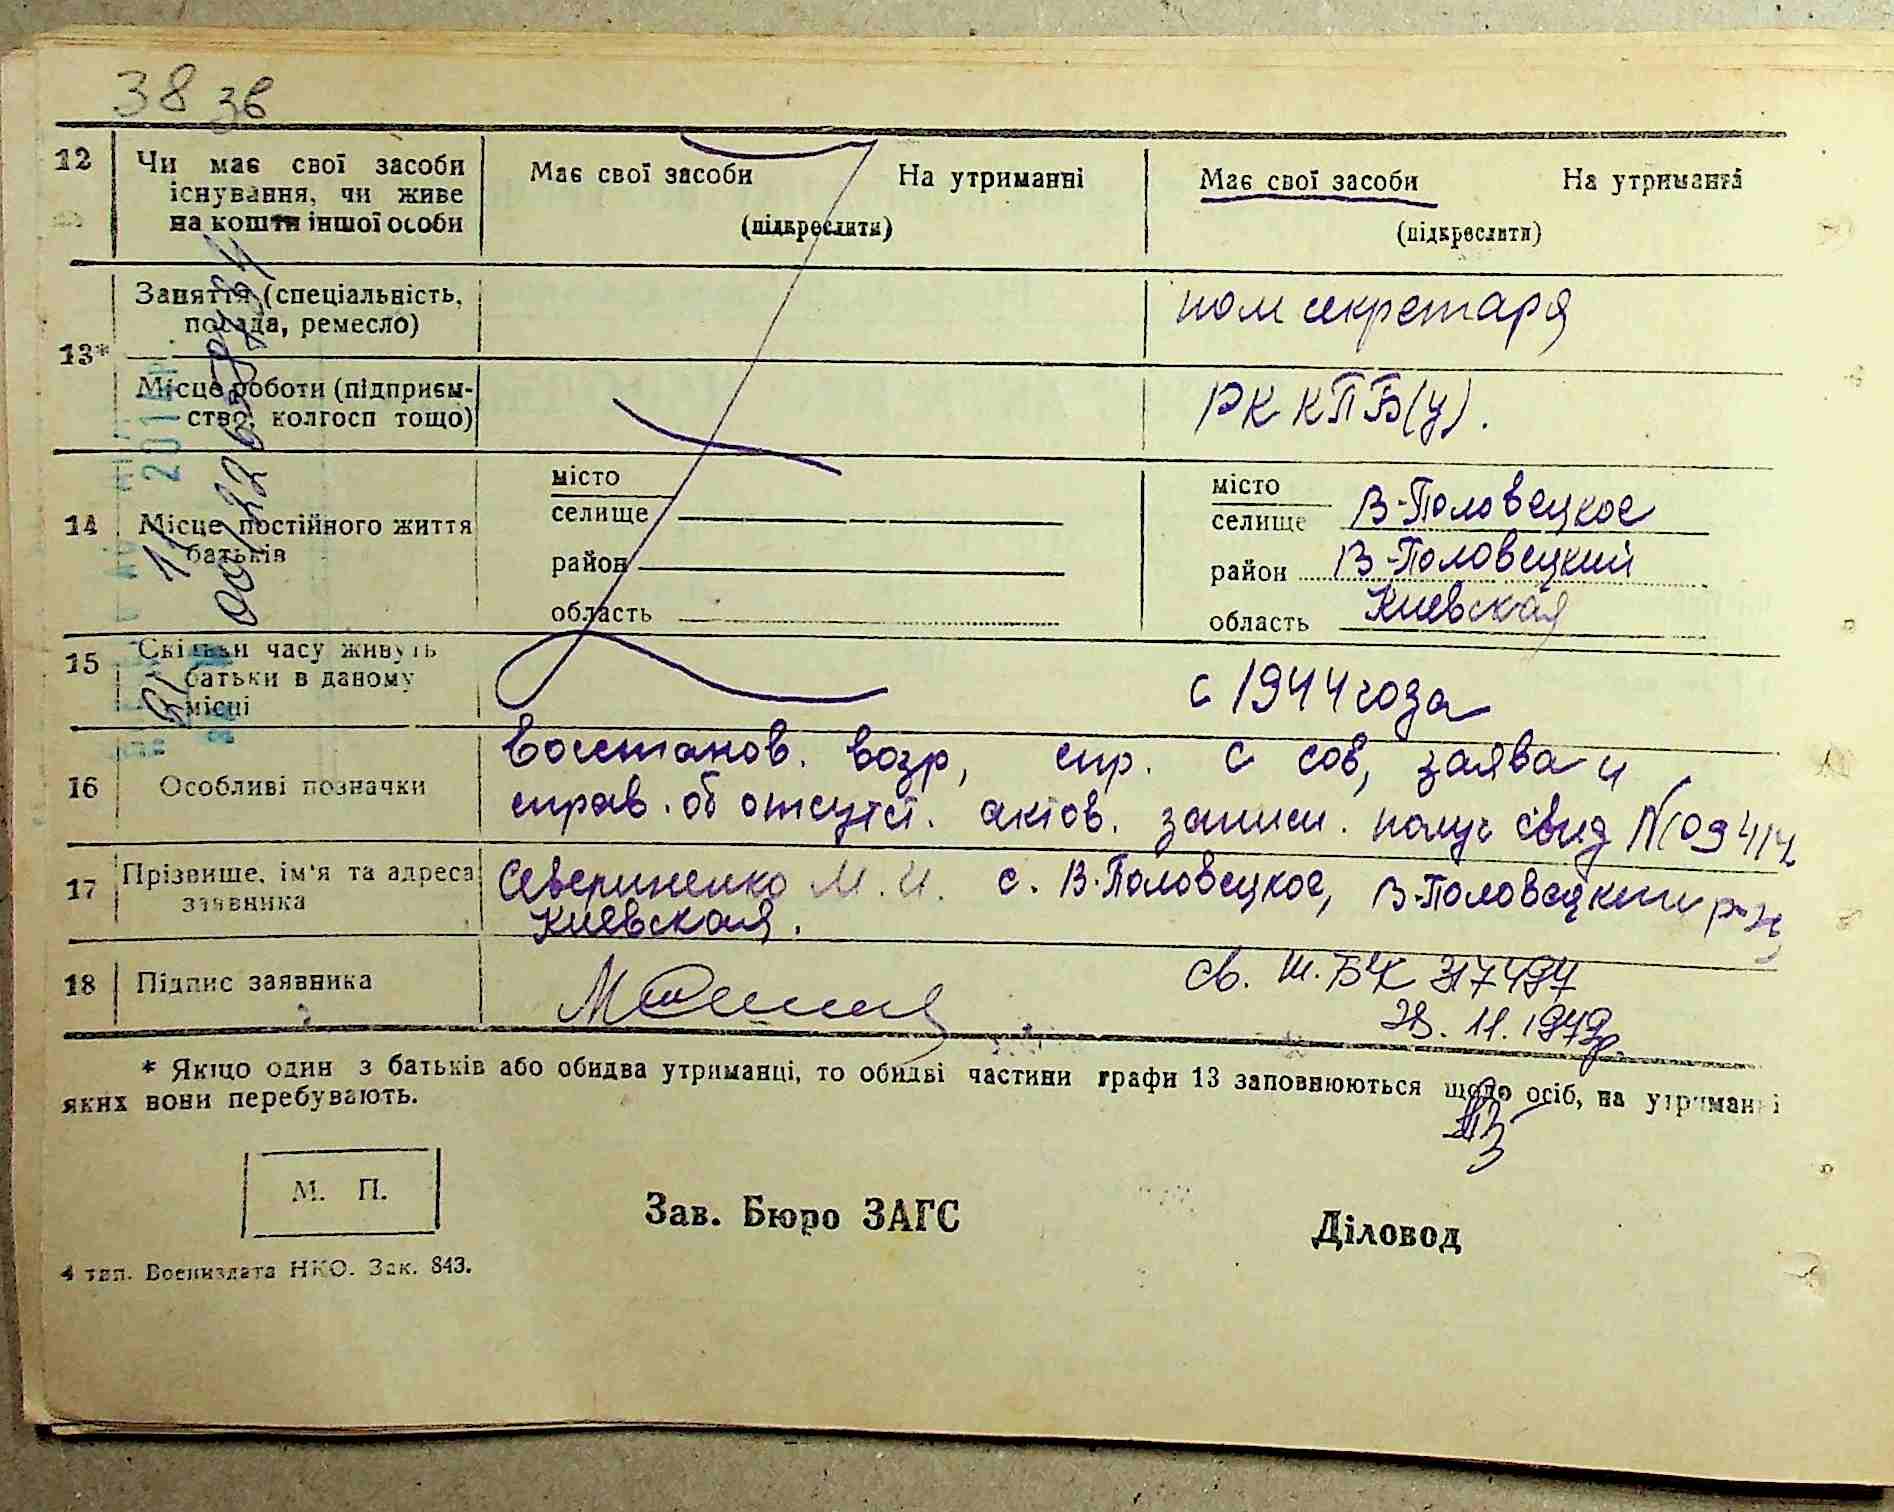 38 зв
12 Чи має свої засоби існування, чи живе на кошти іншої особи
Має свої засоби На утриманні
(підкреслити)
Має свої засоби На утриманні
(підкреслити)
13*
Заняття (спеціальність, посада, ремесло)
пом секретаря
Місце роботи (підприємство, колгосп тощо)
РК КПБ(у).
14 Місце постійного життя батьків
місто
селище
район
область
місто
селище В-Половецкое
район В-Половецкий
область Киевская
15 Скільки часу живуть батьки в даному місці
с 1944 года
16 Особливі позначки
Восстанов. возр, спр. с сов, заява и
справ. об отсутст. актов. записи. получ свид N
17 Прізвище, ім'я та адреса заявника
Севериненко М.И. с. В-Половецкое, В-Половецкий р-н
Киевская.
18 Підпис заявника
св. Ш.БЧ 317494
28.11.1979р.
* Якщо один з батьків або обидва утриманці, то обидві частини графи 13 заповнюються щодо осіб, на утриманні
яких вони перебувають.
М. П.
Зав. Бюро ЗАГС
Діловод
4 тип. Воениздата НКО. Зак. 843.